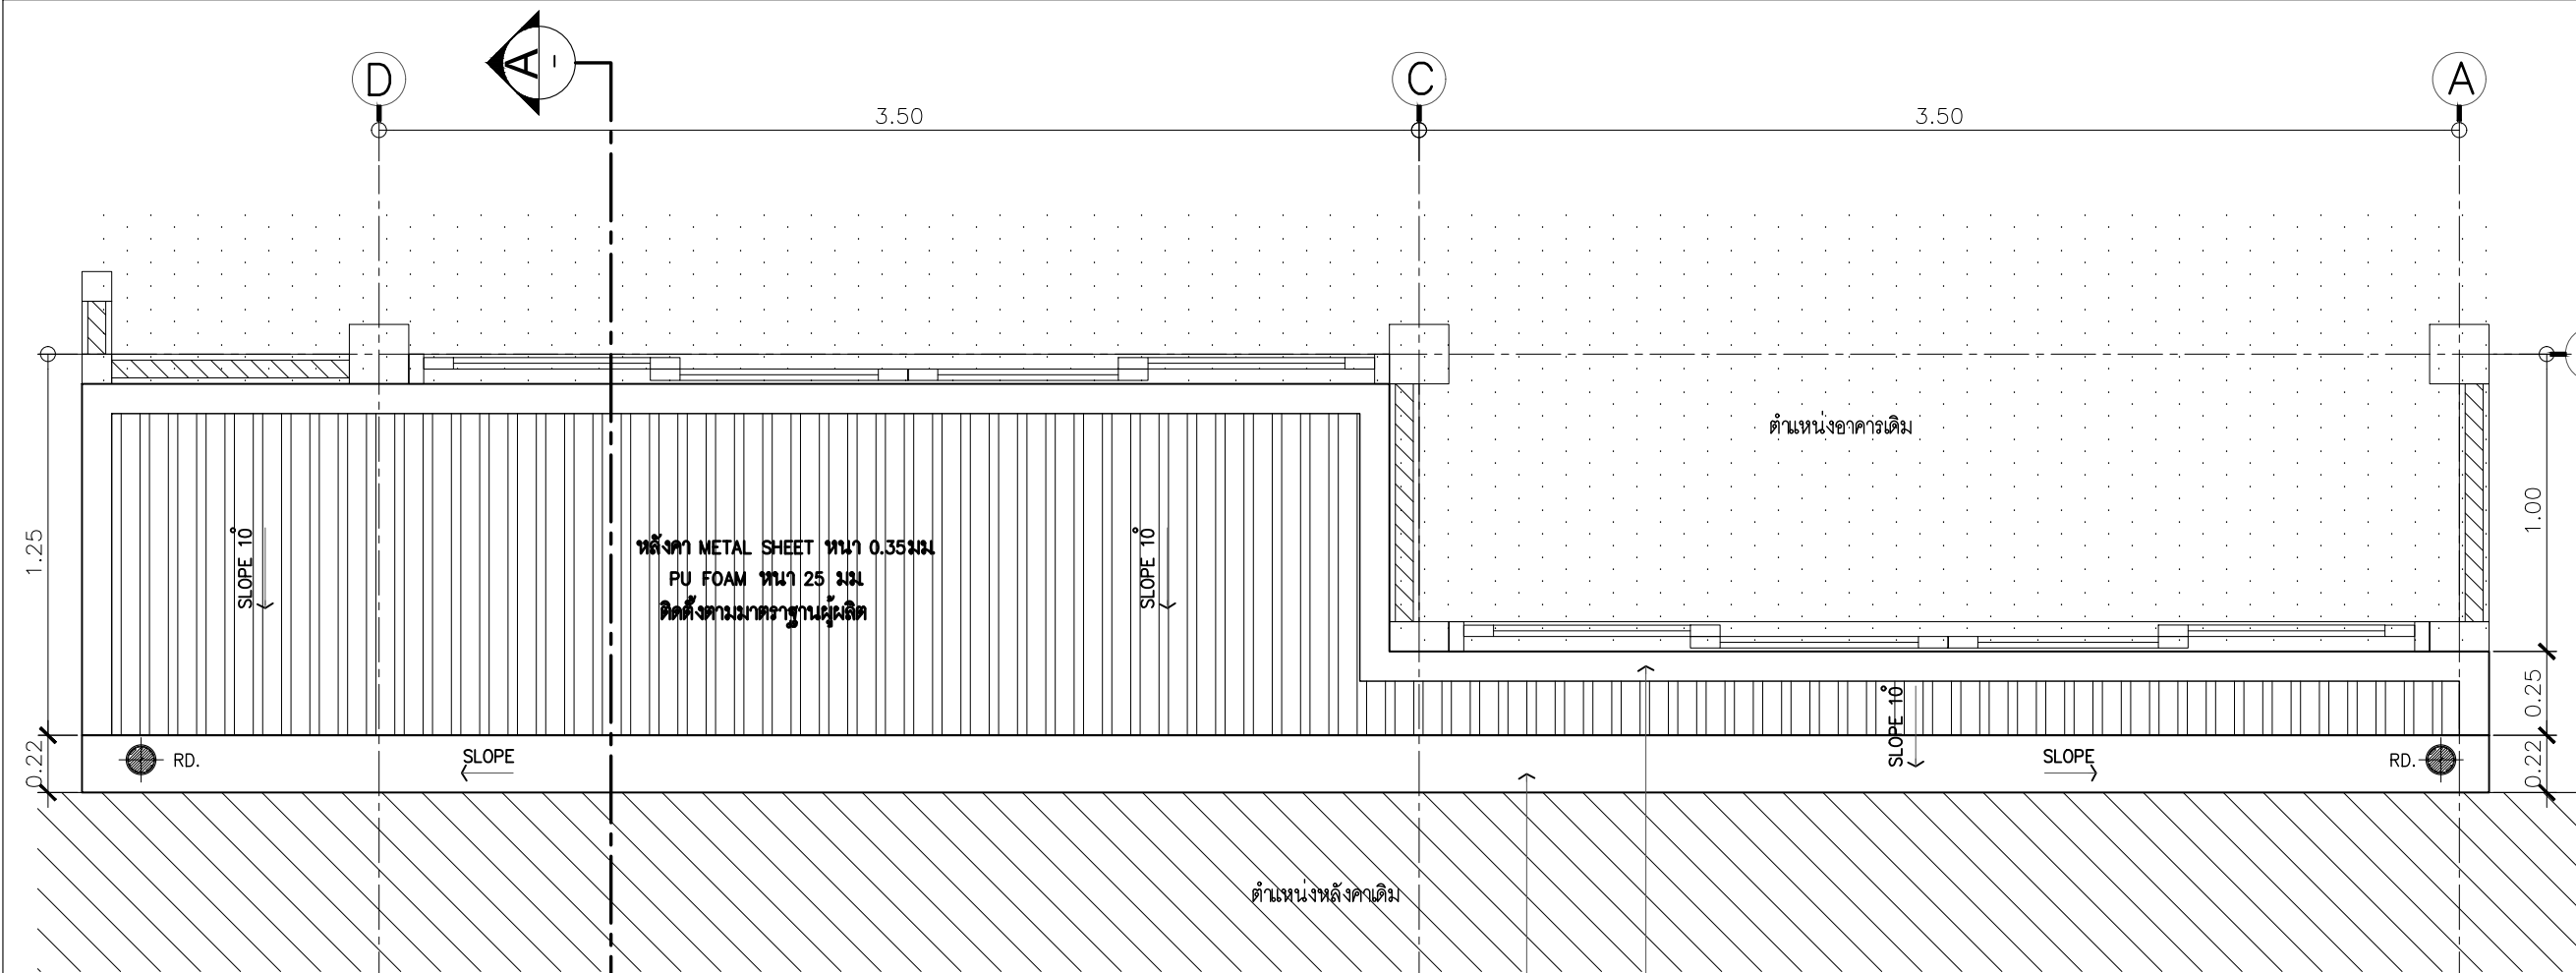 A
-
D
C
A
3.50
3.50
ตำแหน่งอาคารเดิม
1.25
1.00
SLOPE 10°
หลังคา METAL SHEET หนา 0.35มม.
PU FOAM หนา 25 มม.
ติดตั้งตามมาตราฐานผู้ผลิต
SLOPE 10°
SLOPE 10°
0.25
0.22
RD.
SLOPE
SLOPE
RD.
0.22
ตำแหน่งหลังคาเดิม